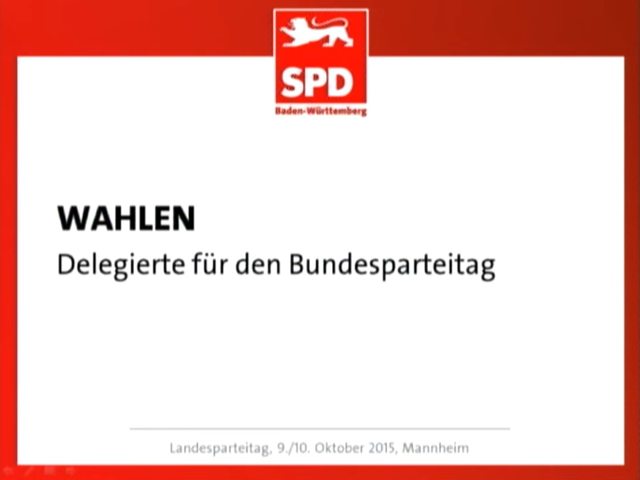 SPD
Baden-Württemberg
WAHLEN
Delegierte für den Bundesparteitag
Landesparteitag, 9./10. Oktober 2015, Mannheim